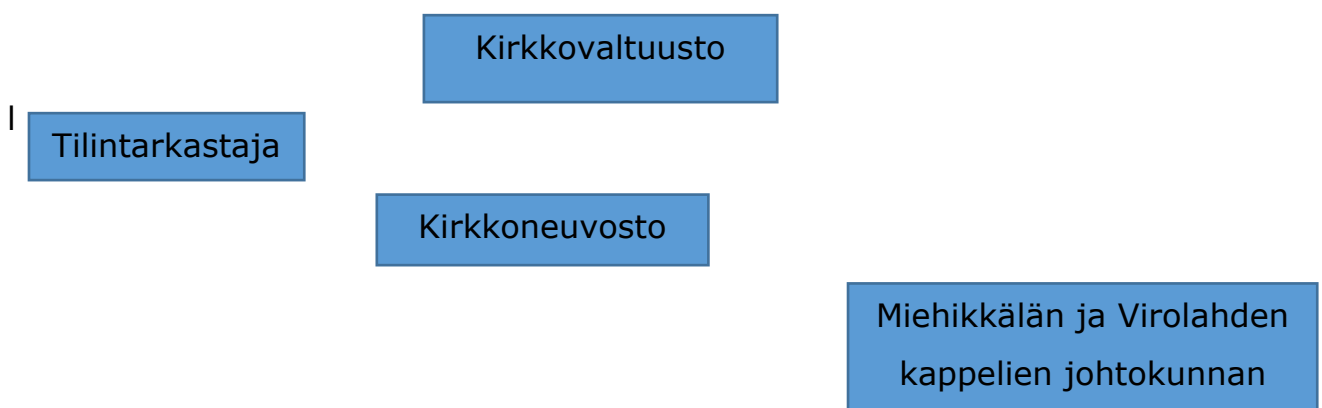 Kirkkovaltuusto
l
Tilintarkastaja
Kirkkoneuvosto
Miehikkälän ja Virolahden
kappelien johtokunnan